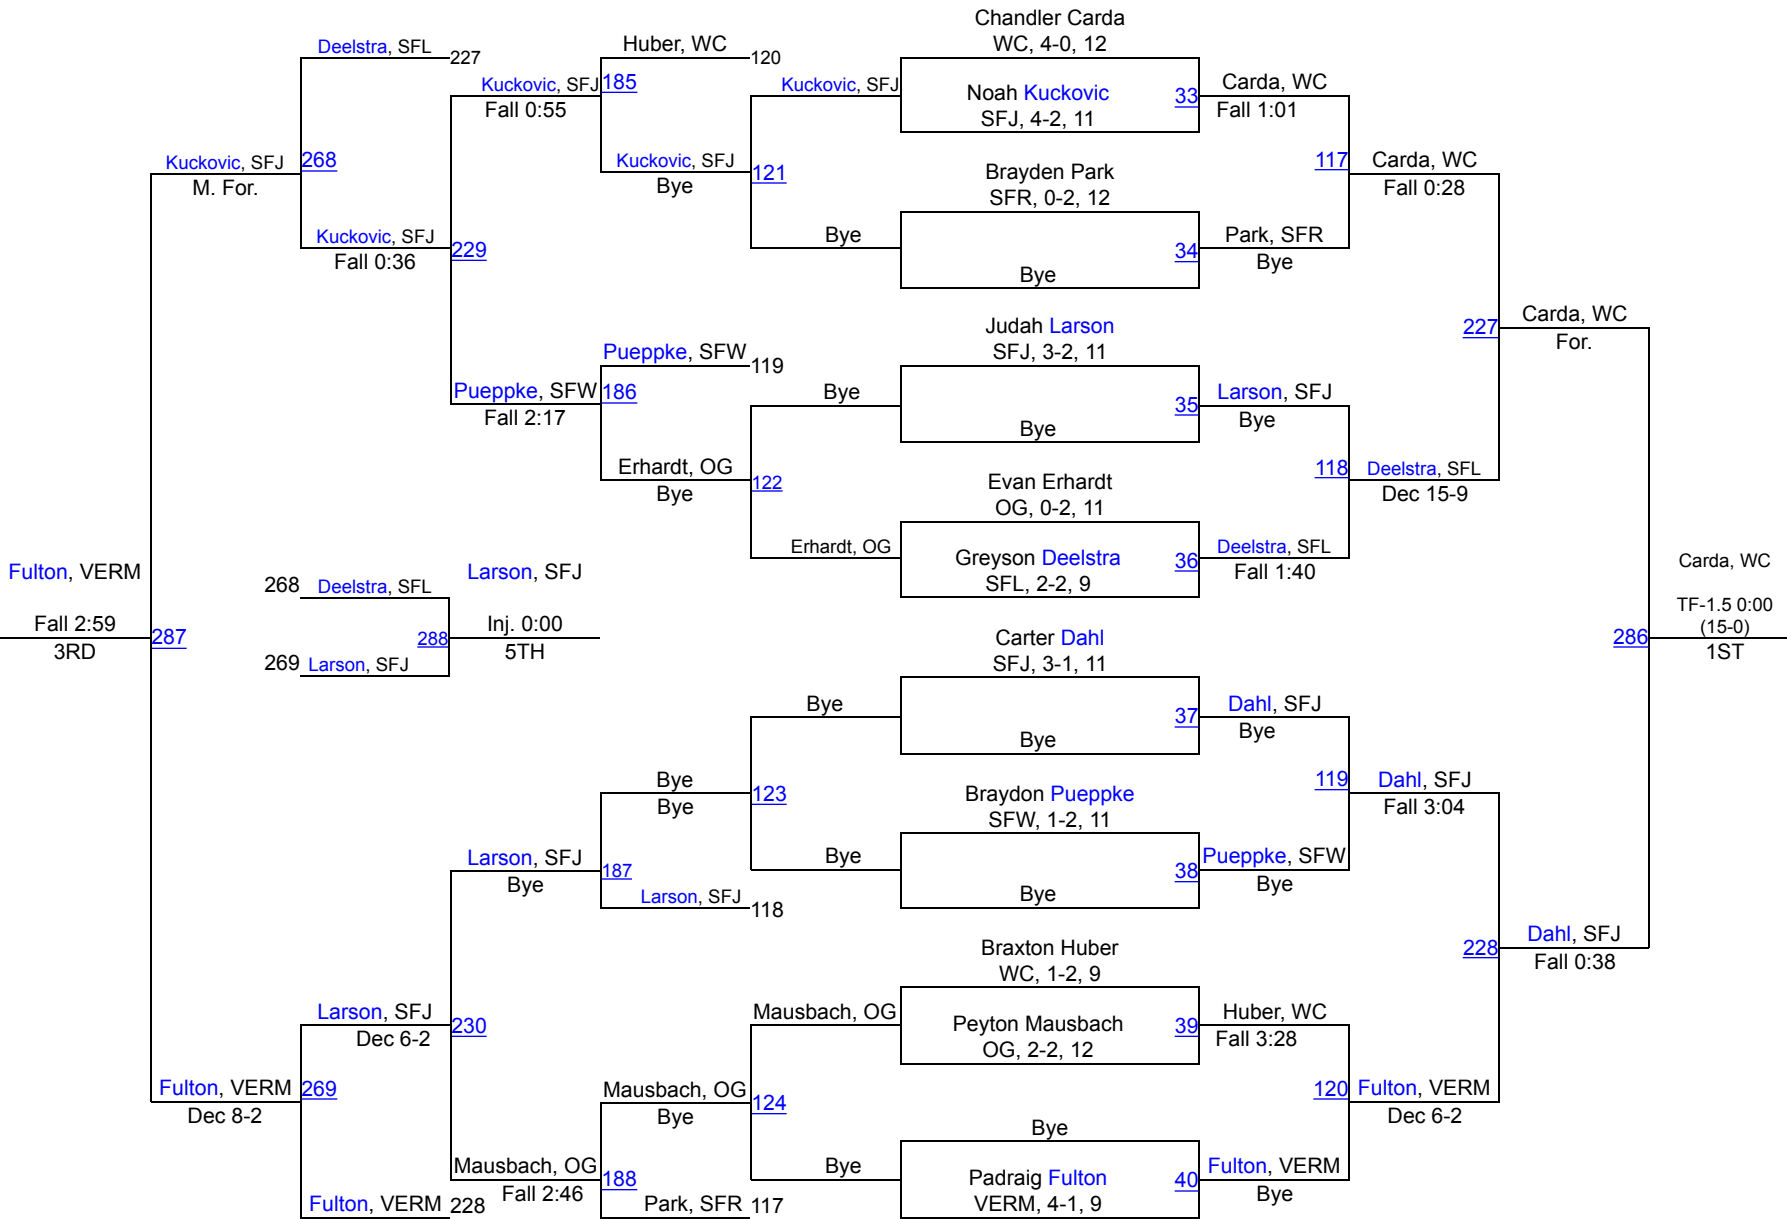 Chandler Carda
WC, 4-0, 12
Deelstra, SFL
227
Huber, WC
120
Kuckovic, SFJ
185
Fall 0:55
Kuckovic, SFJ
Noah Kuckovic
SFJ, 4-2, 11
33
Carda, WC
Fall 1:01
Kuckovic, SFJ
M. For.
268
Kuckovic, SFJ
Bye
121
Brayden Park
SFR, 0-2, 12
117
Carda, WC
Fall 0:28
Kuckovic, SFJ
Fall 0:36
229
Bye
Bye
34
Park, SFR
Bye
Judah Larson
SFJ, 3-2, 11
227
Carda, WC
For.
Pueppke, SFW
119
Pueppke, SFW
186
Fall 2:17
Bye
Bye
35
Larson, SFJ
Bye
Erhardt, OG
Bye
122
Evan Erhardt
OG, 0-2, 11
118
Deelstra, SFL
Dec 15-9
Erhardt, OG
Greyson Deelstra
SFL, 2-2, 9
36
Deelstra, SFL
Fall 1:40
Fulton, VERM
Fall 2:59
3RD
287
268
Deelstra, SFL
269
Larson, SFJ
288
Larson, SFJ
Inj. 0:00
5TH
Carter Dahl
SFJ, 3-1, 11
286
Carda, WC
TF-1.5 0:00
(15-0)
1ST
Bye
Bye
37
Dahl, SFJ
Bye
Bye
Bye
123
Braydon Pueppke
SFW, 1-2, 11
119
Dahl, SFJ
Fall 3:04
Larson, SFJ
Bye
187
Bye
Bye
38
Pueppke, SFW
Bye
Larson, SFJ
118
Braxton Huber
WC, 1-2, 9
228
Dahl, SFJ
Fall 0:38
Larson, SFJ
Dec 6-2
230
Mausbach, OG
Peyton Mausbach
OG, 2-2, 12
39
Huber, WC
Fall 3:28
Fulton, VERM
Dec 8-2
269
Mausbach, OG
Bye
124
Bye
120
Fulton, VERM
Dec 6-2
Mausbach, OG
Fall 2:46
188
Bye
Padraig Fulton
VERM, 4-1, 9
40
Fulton, VERM
Bye
Fulton, VERM
228
Park, SFR
117